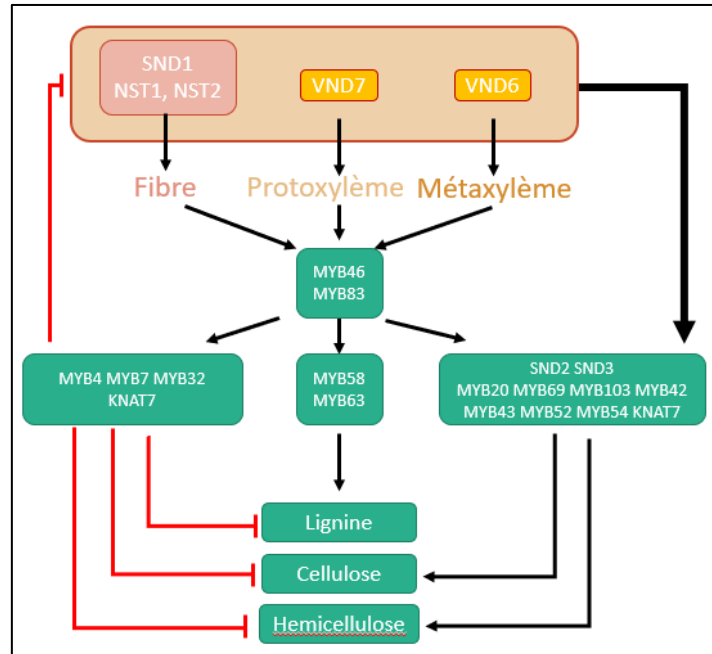 SND1
NST1, NST2
VND7
VND6
Fibre
Protoxylème
Métaxylème
MYB46
MYB83
MYB4 MYB7 MYB32
KNAT7
MYB58
MYB63
SND2 SND3
MYB20 MYB69 MYB103 MYB42
MYB43 MYB52 MYB54 KNAT7
Lignine
Cellulose
Hemicellulose